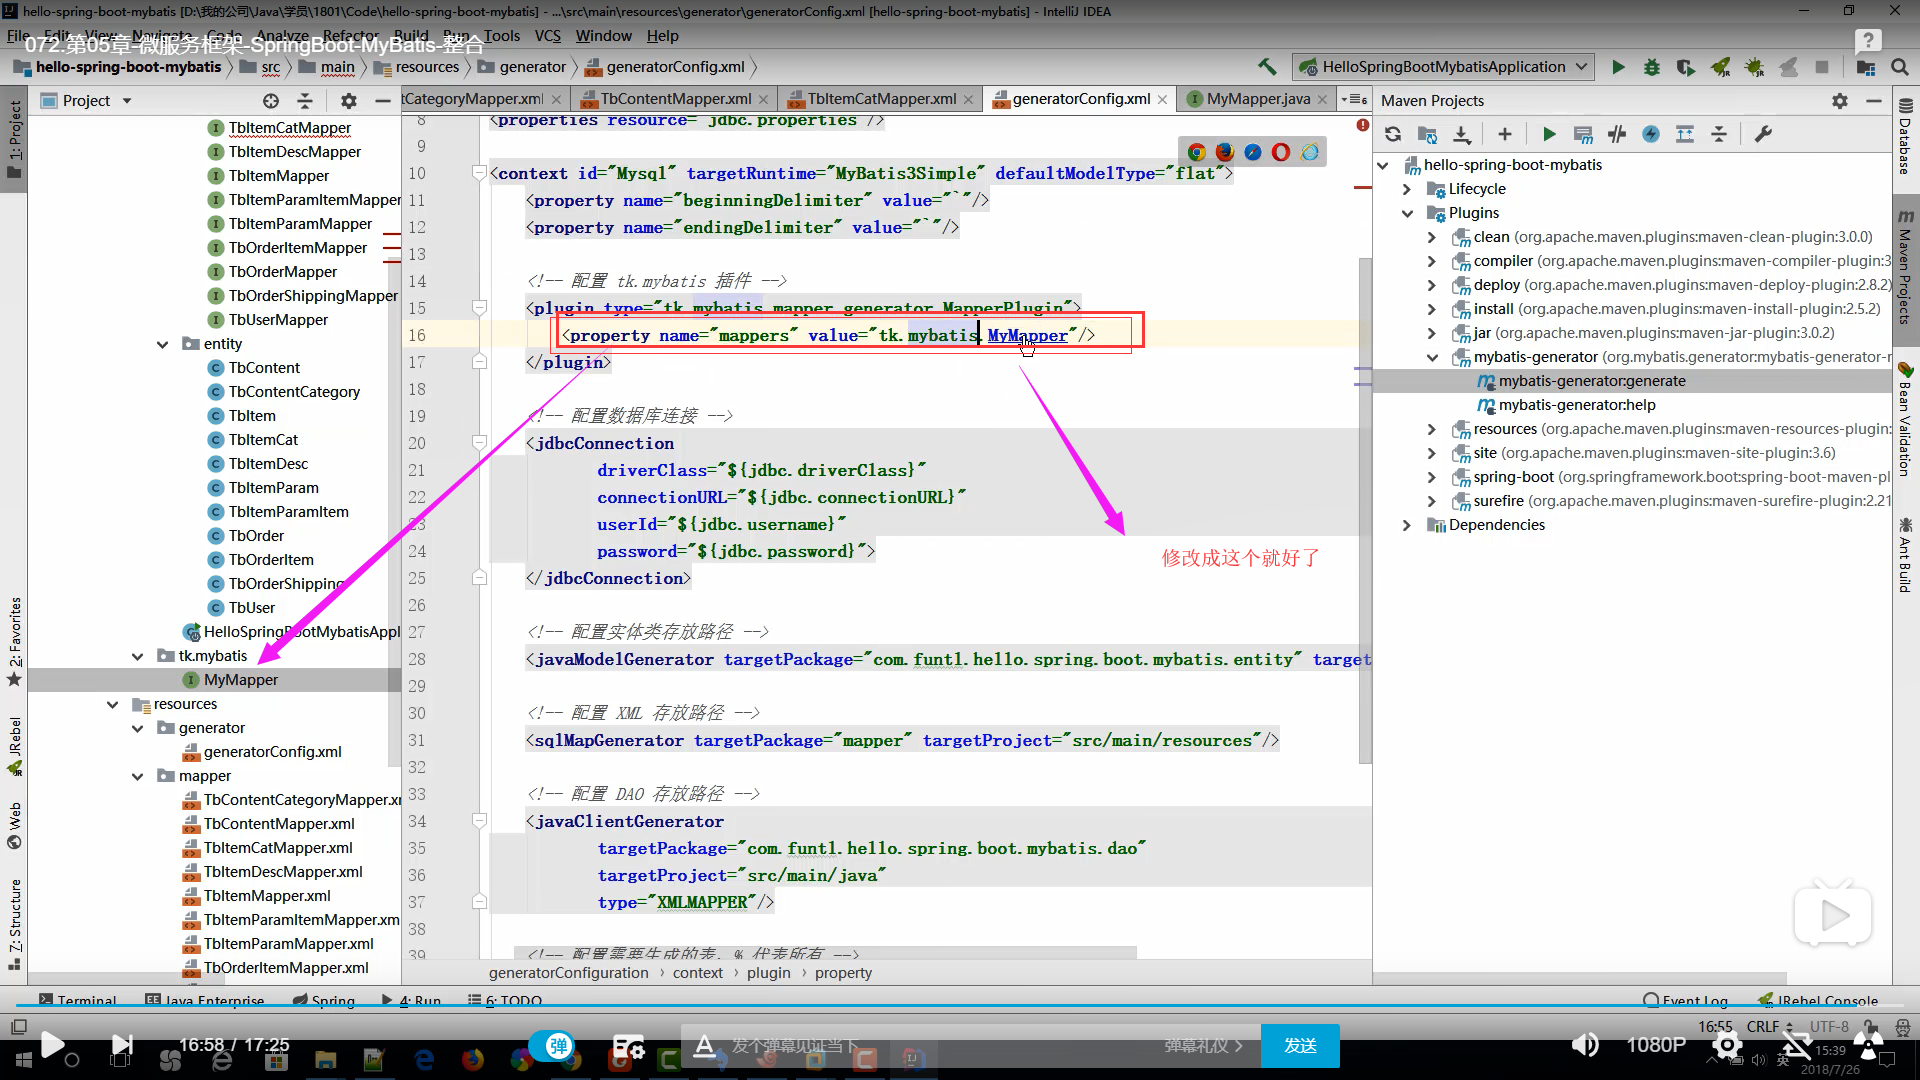 hello-spring-boot-mybatis [D:\我的公司\Java\学员\1801\Code\hello-spring-boot-mybatis] - ...\src\main\resources\generator\generatorConfig.xml [hello-spring-boot-mybatis] - IntelliJ IDEA
File Edit View Navigate Code Analyze Refactor Build Run Tools VCS Window Help
072.第05章-微服务框架-SpringBoot-MyBatis-整合
hello-spring-boot-mybatis src main resources generator generatorConfig.xml
HelloSpringBootMybatisApplication
Project
tCategoryMapper.xml TbContentMapper.xml TbItemCatMapper.xml generatorConfig.xml MyMapper.java
Maven Projects
1: Project
2: Favorites
JRebel
Web
Z: Structure
TbItemCatMapper
TbItemDescMapper
TbItemMapper
TbItemParamItemMapper
TbItemParamMapper
TbOrderItemMapper
TbOrderMapper
TbOrderShippingMapper
TbUserMapper
entity
TbContent
TbContentCategory
TbItem
TbItemCat
TbItemDesc
TbItemParam
TbItemParamItem
TbOrder
TbOrderItem
TbOrderShipping
TbUser
HelloSpringBootMybatisAppl
tk.mybatis
MyMapper
resources
generator
generatorConfig.xml
mapper
TbContentCategoryMapper.xr
TbContentMapper.xml
TbItemCatMapper.xml
TbItemDescMapper.xml
TbItemMapper.xml
TbItemParamItemMapper.xm
TbItemParamMapper.xml
TbOrderItemMapper.xml
8 <properties resource="jdbc.properties"/>
9
10 <context id="Mysql" targetRuntime="MyBatis3Simple" defaultModelType="flat">
11 <property name="beginningDelimiter" value="`"/>
12 <property name="endingDelimiter" value="`"/>
13
14 <!-- 配置 tk.mybatis 插件 -->
15 <plugin type="tk.mybatis.mapper.generator.MapperPlugin">
16 <property name="mappers" value="tk.mybatis.MyMapper"/>
17 </plugin>
18
19 <!-- 配置数据库连接 -->
20 <jdbcConnection
21 driverClass="${jdbc.driverClass}"
22 connectionURL="${jdbc.connectionURL}"
23 userId="${jdbc.username}"
24 password="${jdbc.password}">
25 </jdbcConnection>
26
27 <!-- 配置实体类存放路径 -->
28 <javaModelGenerator targetPackage="com.funtl.hello.spring.boot.mybatis.entity" target
29
30 <!-- 配置 XML 存放路径 -->
31 <sqlMapGenerator targetPackage="mapper" targetProject="src/main/resources"/>
32
33 <!-- 配置 DAO 存放路径 -->
34 <javaClientGenerator
35 targetPackage="com.funtl.hello.spring.boot.mybatis.dao"
36 targetProject="src/main/java"
37 type="XMLMAPPER"/>
38
39 <!-- 配置需要生成的表，% 代表所有 -->
修改成这个就好了
generatorConfiguration › context › plugin › property
hello-spring-boot-mybatis
Lifecycle
Plugins
clean (org.apache.maven.plugins:maven-clean-plugin:3.0.0)
compiler (org.apache.maven.plugins:maven-compiler-plugin:3
deploy (org.apache.maven.plugins:maven-deploy-plugin:2.8.2)
install (org.apache.maven.plugins:maven-install-plugin:2.5.2)
jar (org.apache.maven.plugins:maven-jar-plugin:3.0.2)
mybatis-generator (org.mybatis.generator:mybatis-generator-r
mybatis-generator:generate
mybatis-generator:help
resources (org.apache.maven.plugins:maven-resources-plugin:
site (org.apache.maven.plugins:maven-site-plugin:3.6)
spring-boot (org.springframework.boot:spring-boot-maven-pl
surefire (org.apache.maven.plugins:maven-surefire-plugin:2.21
Dependencies
Database
Maven Projects
Bean Validation
Ant Build
Terminal Java Enterprise Spring 4: Run 6: TODO Event Log JRebel Console
16:55 CRLF UTF-8
16:58 / 17:25 弹 发个弹幕见证当下 弹幕礼仪 > 发送 1080P
英 15:39
2018/7/26